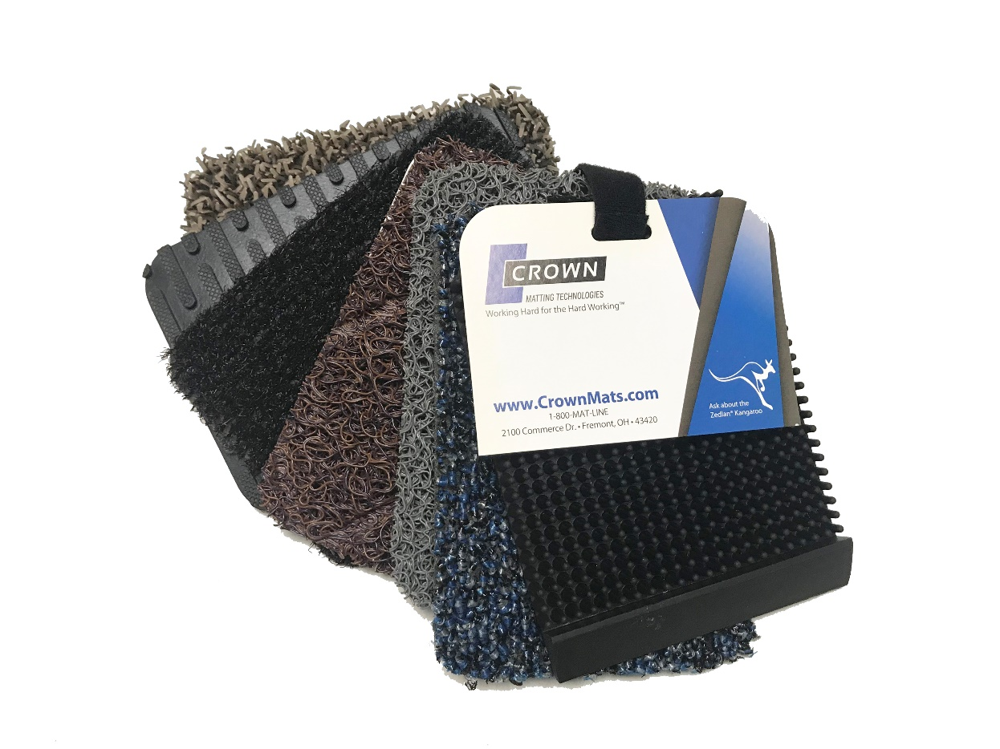 CROWN
MATTING TECHNOLOGIES
Working Hard for the Hard Working™
www.CrownMats.com
1-800-MAT-LINE
2100 Commerce Dr. • Fremont, OH • 43420
Ask about the
Zedlan® Kangaroo